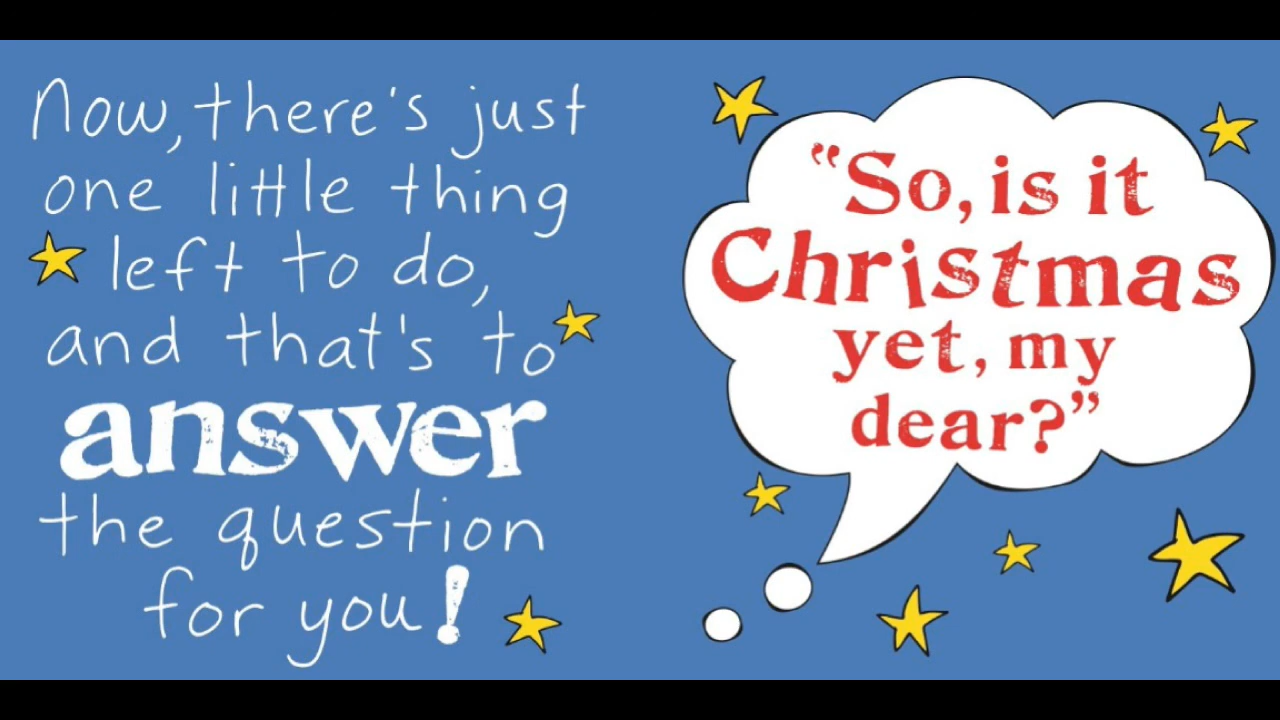 Now, there's just
one little thing
left to do,
and that's to
answer
the question
for you!
“So, is it
Christmas
yet, my
dear?”